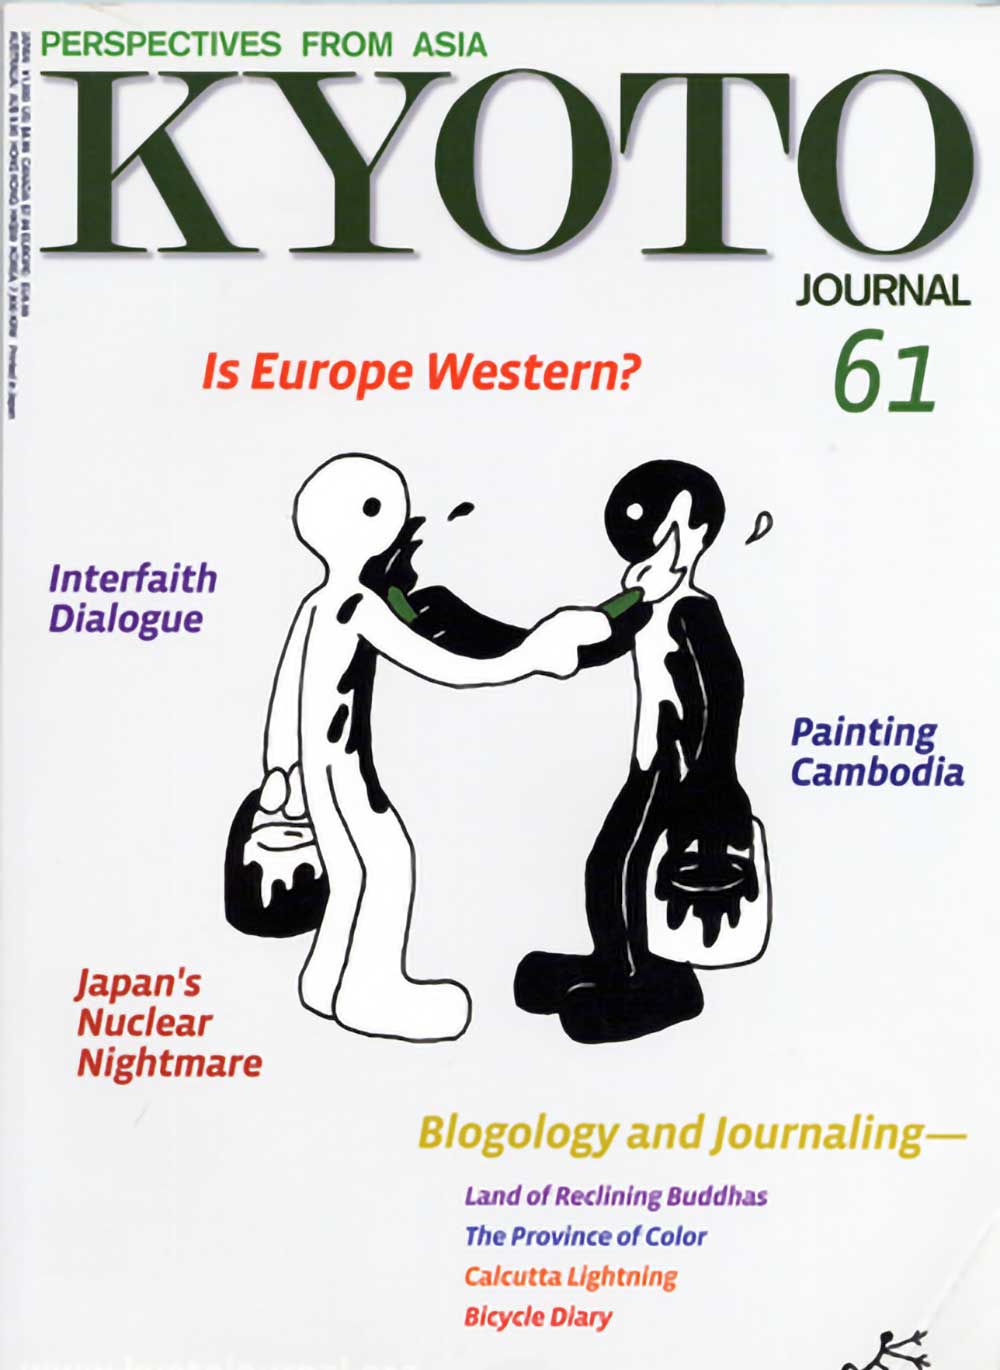 PERSPECTIVES FROM ASIA
KYOTO
JOURNAL
61
Is Europe Western?
Interfaith
Dialogue
Painting
Cambodia
Japan's
Nuclear
Nightmare
Blogology and Journaling—
Land of Reclining Buddhas
The Province of Color
Calcutta Lightning
Bicycle Diary